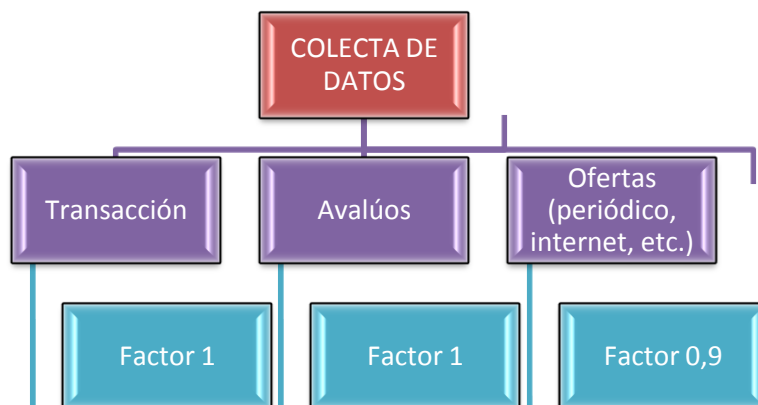 COLECTA DE
DATOS
Transacción
Avalúos
Ofertas
(periódico,
internet, etc.)
Factor 1
Factor 1
Factor 0,9